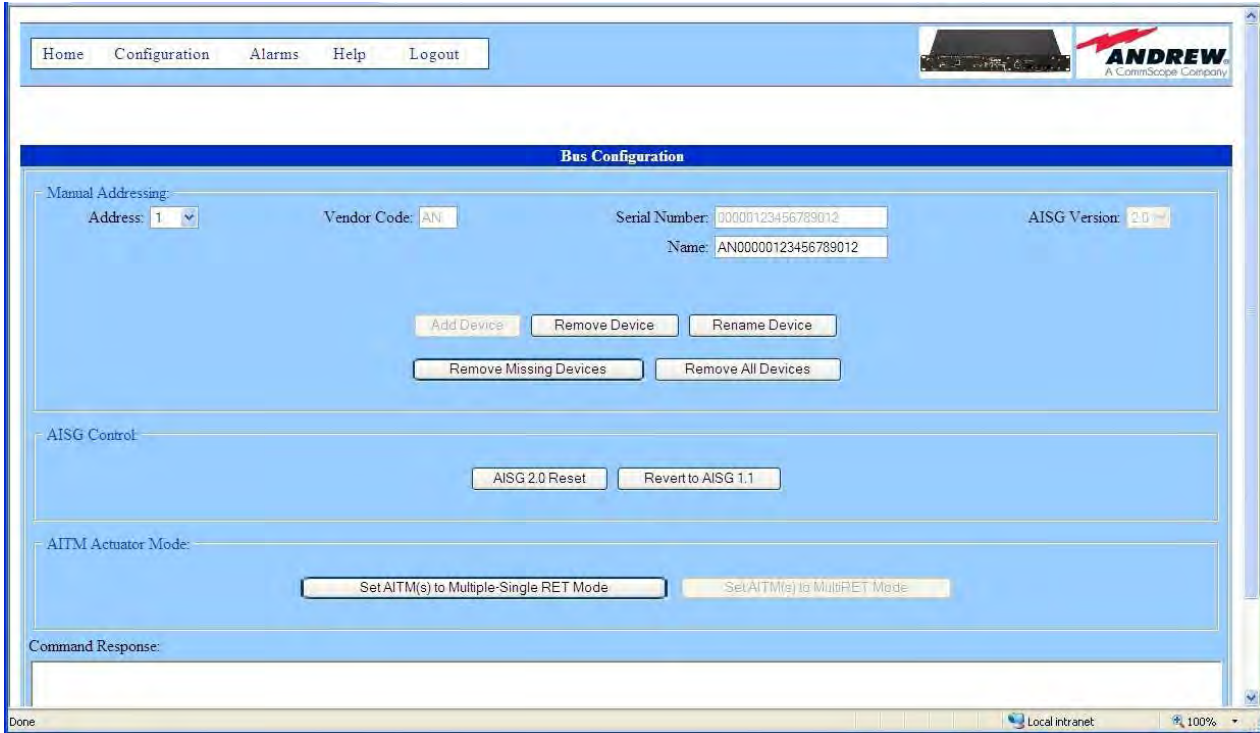 Home Configuration Alarms Help Logout
ANDREW.
A CommScope Company
Bus Configuration
Manual Addressing:
Address: 1 Vendor Code: AN Serial Number: 00000123456789012 AISG Version: 2.0
Name: AN00000123456789012
Add Device Remove Device Rename Device
Remove Missing Devices Remove All Devices
AISG Control:
AISG 2.0 Reset Revert to AISG 1.1
AITM Actuator Mode:
Set AITM(s) to Multiple-Single RET Mode Set AITM(s) to MultiRET Mode
Command Response:
Done Local intranet 100%